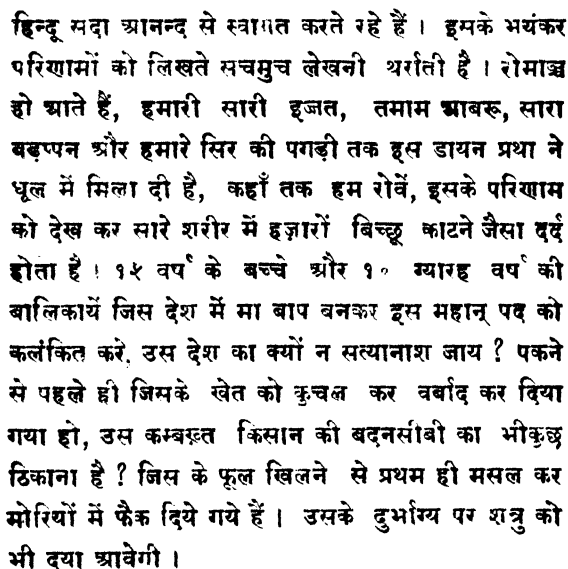 हिन्दू सदा आनन्द से स्वागत करते रहे हैं। इसके भयंकर
परिणामों को लिखते सचमुच लेखनी थर्राती है। रोमाञ्च
हो आते हैं, हमारी सारी इज्जत, तमाम आबरू, सारा
बड़प्पन और हमारे सिर की पगड़ी तक इस डायन प्रथा ने
धूल में मिला दी है, कहाँ तक हम रोवें, इसके परिणाम
को देख कर सारे शरीर में हज़ारों बिच्छू काटने जैसा दर्द
होता है। १५ वर्ष के बच्चे और १० ग्यारह वर्ष की
बालिकायें जिस देश में मा बाप बनकर इस महान् पद को
कलंकित करे, उस देश का क्यों न सत्यानाश जाय ? पकने
से पहले ही जिसके खेत को कुचल कर वर्बाद कर दिया
गया हो, उस कम्बख़्त किसान की बदनसीबी का भीकुछ
ठिकाना है ? जिस के फूल खिलने से प्रथम ही मसल कर
मोरियों में फैक दिये गये हैं। उसके दुर्भाग्य पर शत्रु को
भी दया आवेगी।